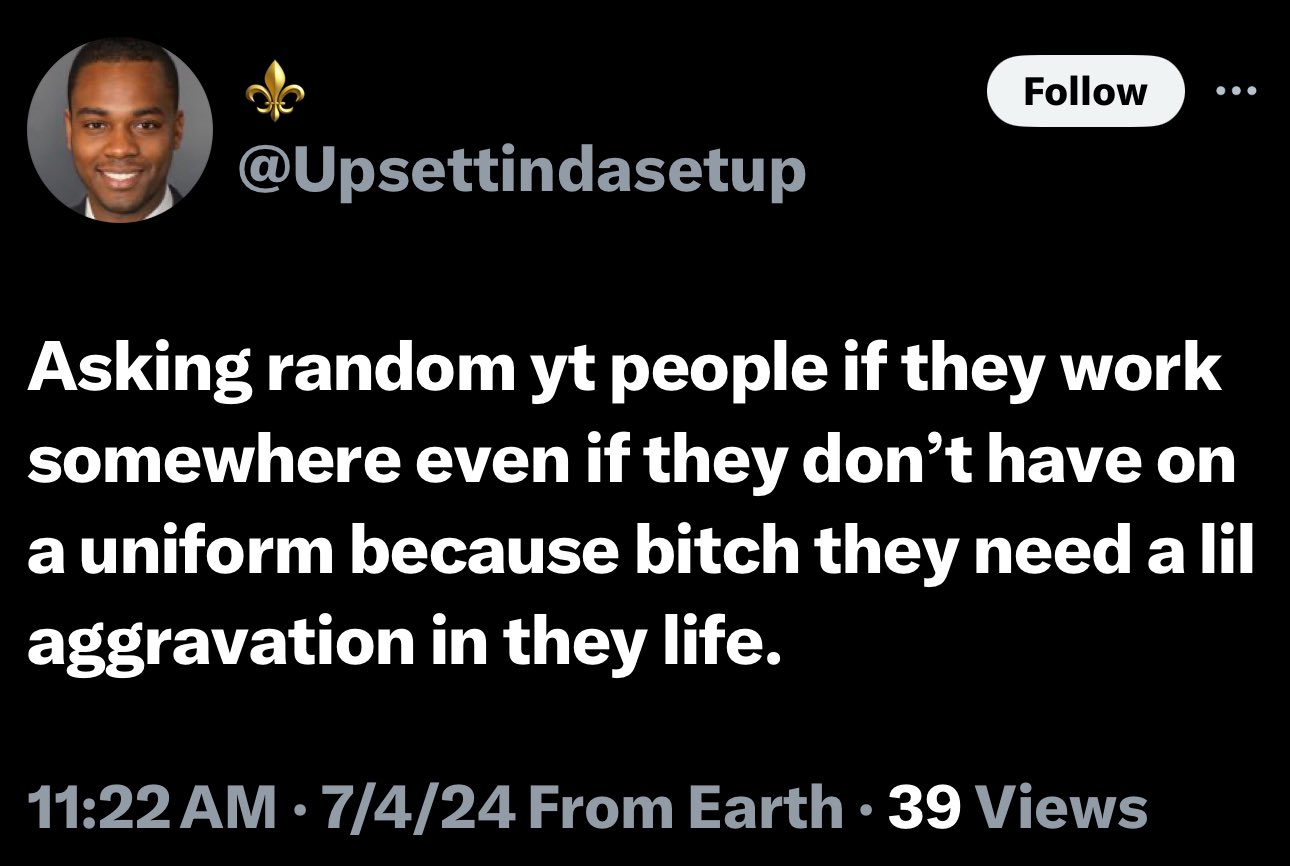 ⚜️
Follow
@Upsettindasetup
Asking random yt people if they work
somewhere even if they don’t have on
a uniform because bitch they need a lil
aggravation in they life.
11:22 AM · 7/4/24 From Earth · 39 Views